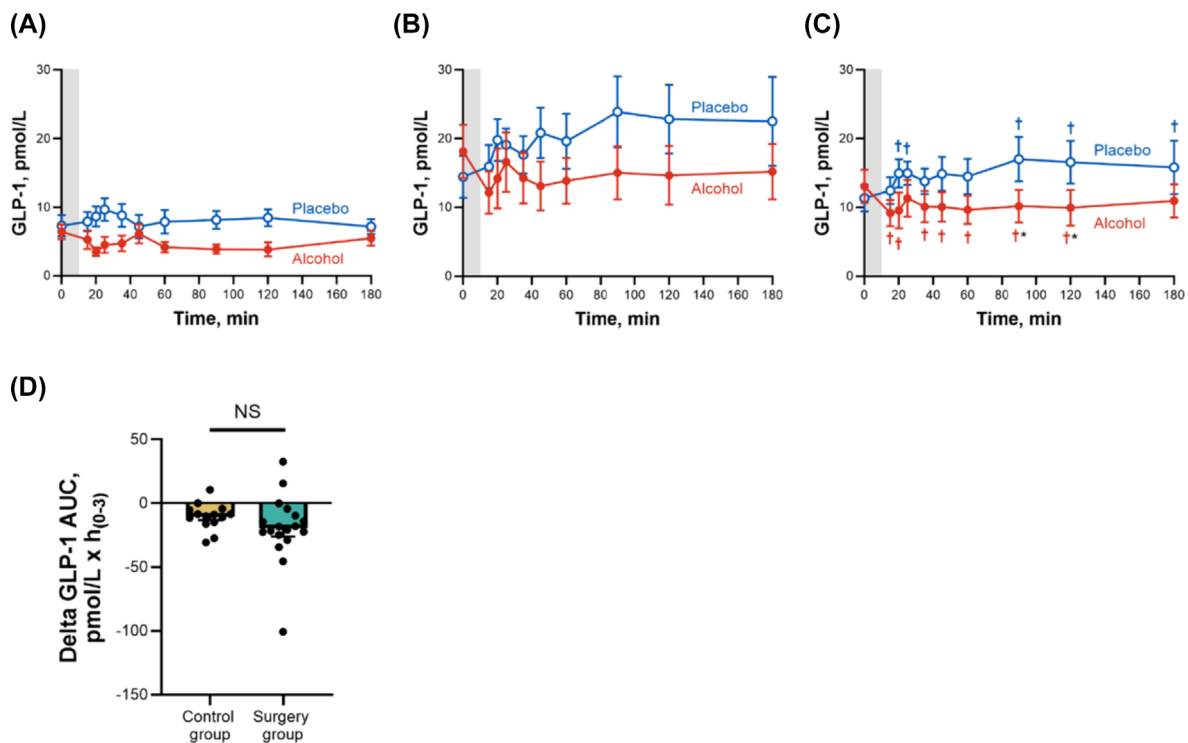 (A)
GLP-1, pmol/L
30
20
10
0
Placebo
Alcohol
0 20 40 60 80 100 120 140 160 180
Time, min
(B)
GLP-1, pmol/L
30
20
10
0
Placebo
Alcohol
0 20 40 60 80 100 120 140 160 180
Time, min
(C)
GLP-1, pmol/L
30
20
10
0
† † † † †
Placebo
Alcohol
† † † † † †* †*
0 20 40 60 80 100 120 140 160 180
Time, min
(D)
NS
Delta GLP-1 AUC,
pmol/L x h(0-3)
50
0
-50
-100
-150
Control
group
Surgery
group